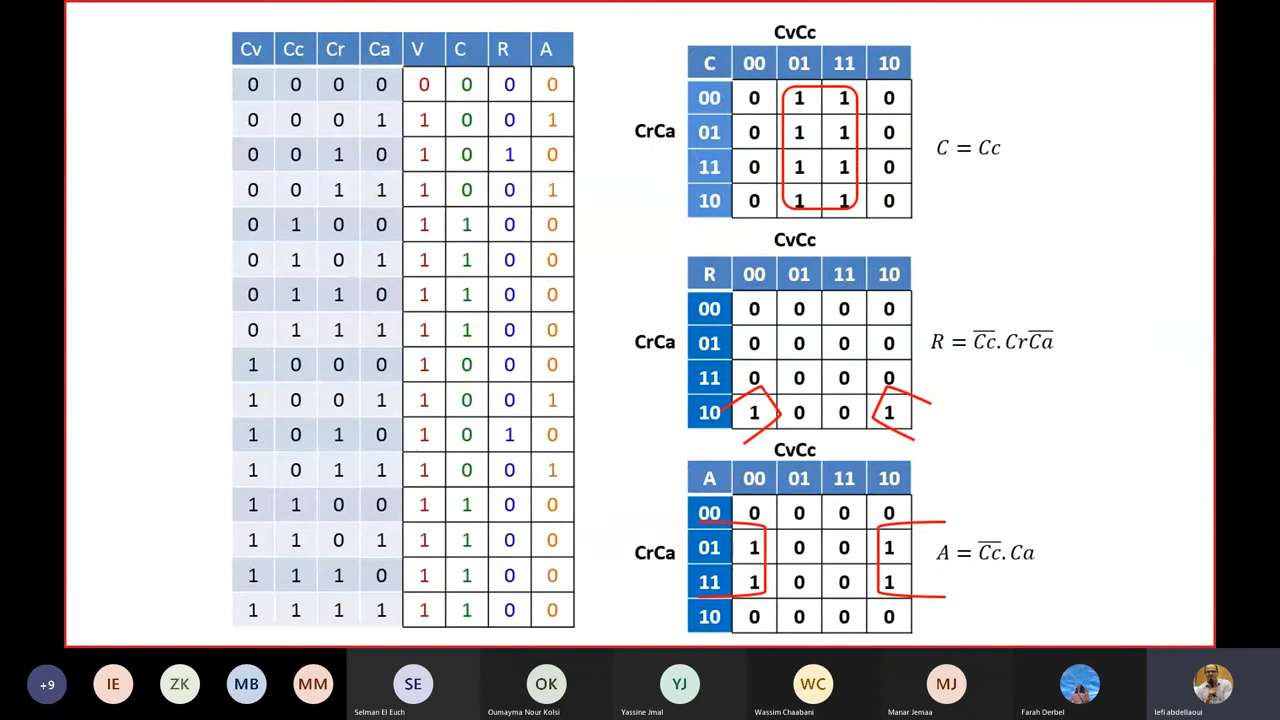 Cv Cc Cr Ca V C R A
0 0 0 0 0 0 0 0
0 0 0 1 1 0 0 1
0 0 1 0 1 0 1 0
0 0 1 1 1 0 0 1
0 1 0 0 1 1 0 0
0 1 0 1 1 1 0 0
0 1 1 0 1 1 0 0
0 1 1 1 1 1 0 0
1 0 0 0 1 0 0 0
1 0 0 1 1 0 0 1
1 0 1 0 1 0 1 0
1 0 1 1 1 0 0 1
1 1 0 0 1 1 0 0
1 1 0 1 1 1 0 0
1 1 1 0 1 1 0 0
1 1 1 1 1 1 0 0
CvCc
C 00 01 11 10
00 0 1 1 0
CrCa
01 0 1 1 0
11 0 1 1 0
10 0 1 1 0
C = Cc
CvCc
R 00 01 11 10
00 0 0 0 0
CrCa
01 0 0 0 0
11 0 0 0 0
10 1 0 0 1
R = C̅c̅.CrC̅a̅
CvCc
A 00 01 11 10
00 0 0 0 0
CrCa
01 1 0 0 1
11 1 0 0 1
10 0 0 0 0
A = C̅c̅.Ca
+9
IE
ZK
MB
MM
SE
Selman El Euch
OK
Oumayma Nour Kolsi
YJ
Yassine Jmal
WC
Wassim Chaabani
MJ
Manar Jemaa
Farah Derbel
lefi abdellaoui